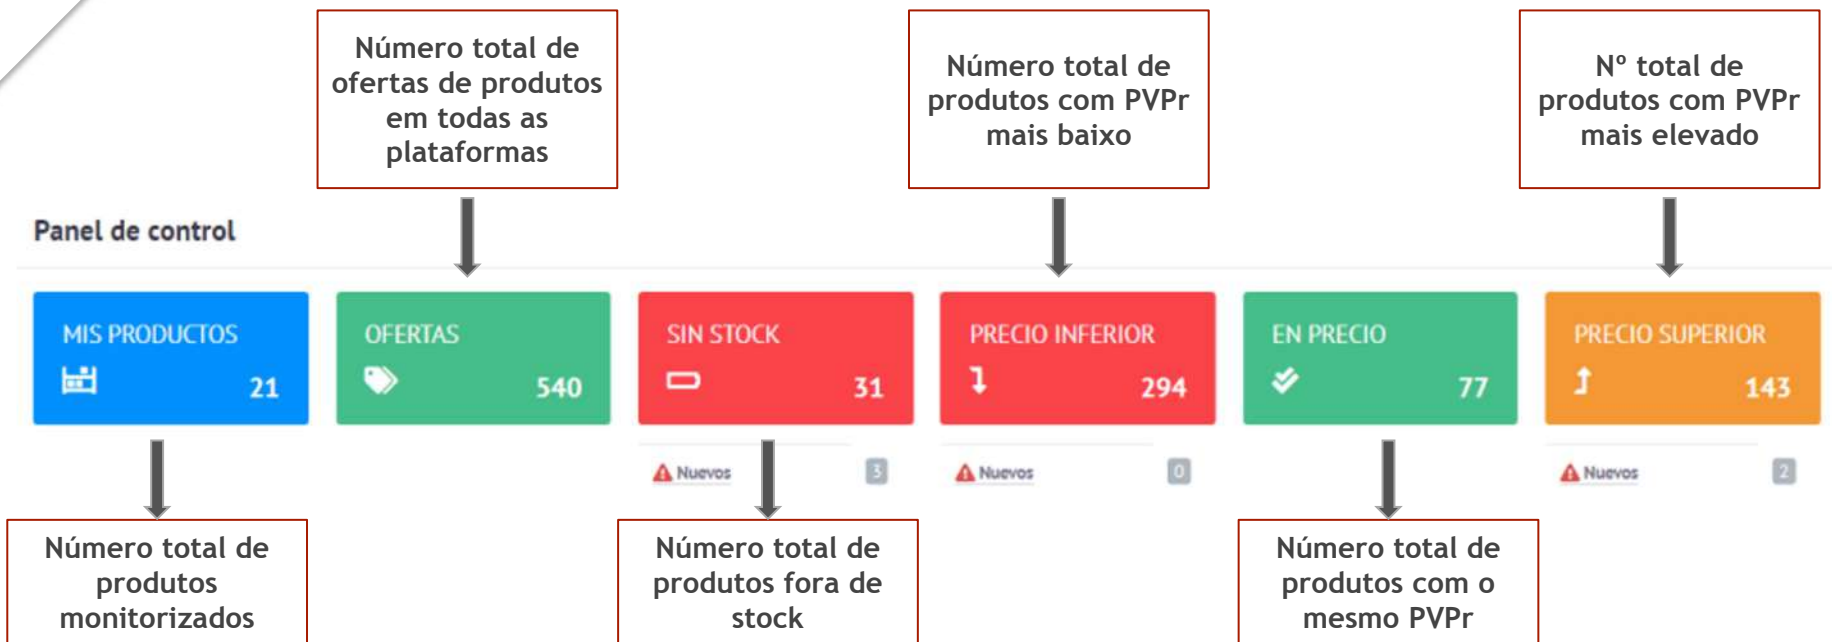 Número total de
ofertas de produtos
em todas as
plataformas
Número total de
produtos com PVPr
mais baixo
Nº total de
produtos com PVPr
mais elevado
Panel de control
MIS PRODUCTOS
21
OFERTAS
540
SIN STOCK
31
PRECIO INFERIOR
294
EN PRECIO
77
PRECIO SUPERIOR
143
Nuevos
3
Nuevos
0
Nuevos
2
Número total de
produtos
monitorizados
Número total de
produtos fora de
stock
Número total de
produtos com o
mesmo PVPr